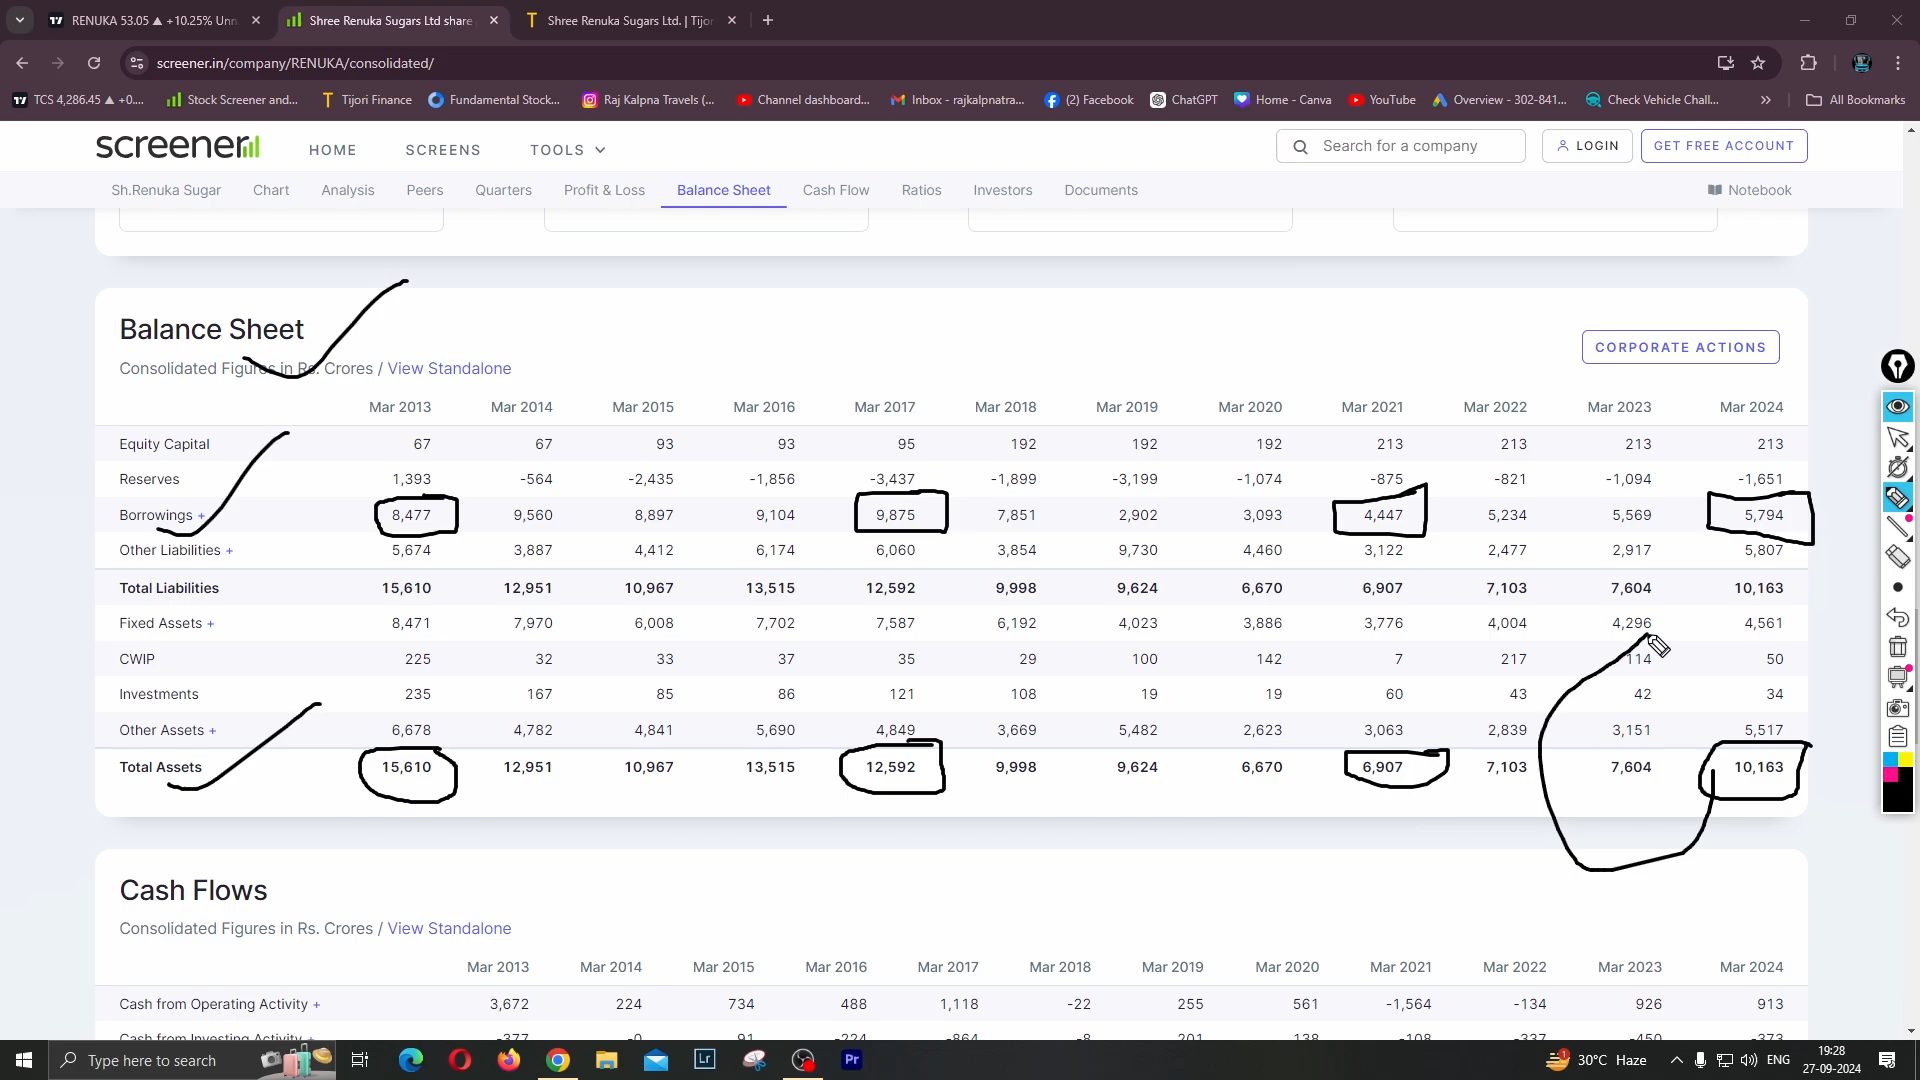 RENUKA 53.05 ▲ +10.25% Unn
Shree Renuka Sugars Ltd share
Shree Renuka Sugars Ltd. | Tijor
screener.in/company/RENUKA/consolidated/
TCS 4,286.45 ▲ +0.... Stock Screener and... Tijori Finance Fundamental Stock... Raj Kalpna Travels (... Channel dashboard... Inbox - rajkalpnatra... (2) Facebook ChatGPT Home - Canva YouTube Overview - 302-841... Check Vehicle Chall... » All Bookmarks
screener HOME SCREENS TOOLS Search for a company LOGIN GET FREE ACCOUNT
Sh.Renuka Sugar Chart Analysis Peers Quarters Profit & Loss Balance Sheet Cash Flow Ratios Investors Documents Notebook
Balance Sheet
CORPORATE ACTIONS
Consolidated Figures in Rs. Crores / View Standalone
Mar 2013 Mar 2014 Mar 2015 Mar 2016 Mar 2017 Mar 2018 Mar 2019 Mar 2020 Mar 2021 Mar 2022 Mar 2023 Mar 2024
Equity Capital 67 67 93 93 95 192 192 192 213 213 213 213
Reserves 1,393 -564 -2,435 -1,856 -3,437 -1,899 -3,199 -1,074 -875 -821 -1,094 -1,651
Borrowings + 8,477 9,560 8,897 9,104 9,875 7,851 2,902 3,093 4,447 5,234 5,569 5,794
Other Liabilities + 5,674 3,887 4,412 6,174 6,060 3,854 9,730 4,460 3,122 2,477 2,917 5,807
Total Liabilities 15,610 12,951 10,967 13,515 12,592 9,998 9,624 6,670 6,907 7,103 7,604 10,163
Fixed Assets + 8,471 7,970 6,008 7,702 7,587 6,192 4,023 3,886 3,776 4,004 4,296 4,561
CWIP 225 32 33 37 35 29 100 142 7 217 114 50
Investments 235 167 85 86 121 108 19 19 60 43 42 34
Other Assets + 6,678 4,782 4,841 5,690 4,849 3,669 5,482 2,623 3,063 2,839 3,151 5,517
Total Assets 15,610 12,951 10,967 13,515 12,592 9,998 9,624 6,670 6,907 7,103 7,604 10,163
Cash Flows
Consolidated Figures in Rs. Crores / View Standalone
Mar 2013 Mar 2014 Mar 2015 Mar 2016 Mar 2017 Mar 2018 Mar 2019 Mar 2020 Mar 2021 Mar 2022 Mar 2023 Mar 2024
Cash from Operating Activity + 3,672 224 734 488 1,118 -22 255 561 -1,564 -134 926 913
Cash from Investing Activity + -377 -0 91 -224 -864 -8 201 138 -108 -337 -450 -373
Type here to search Lr Pr 30°C Haze ENG 19:28
27-09-2024